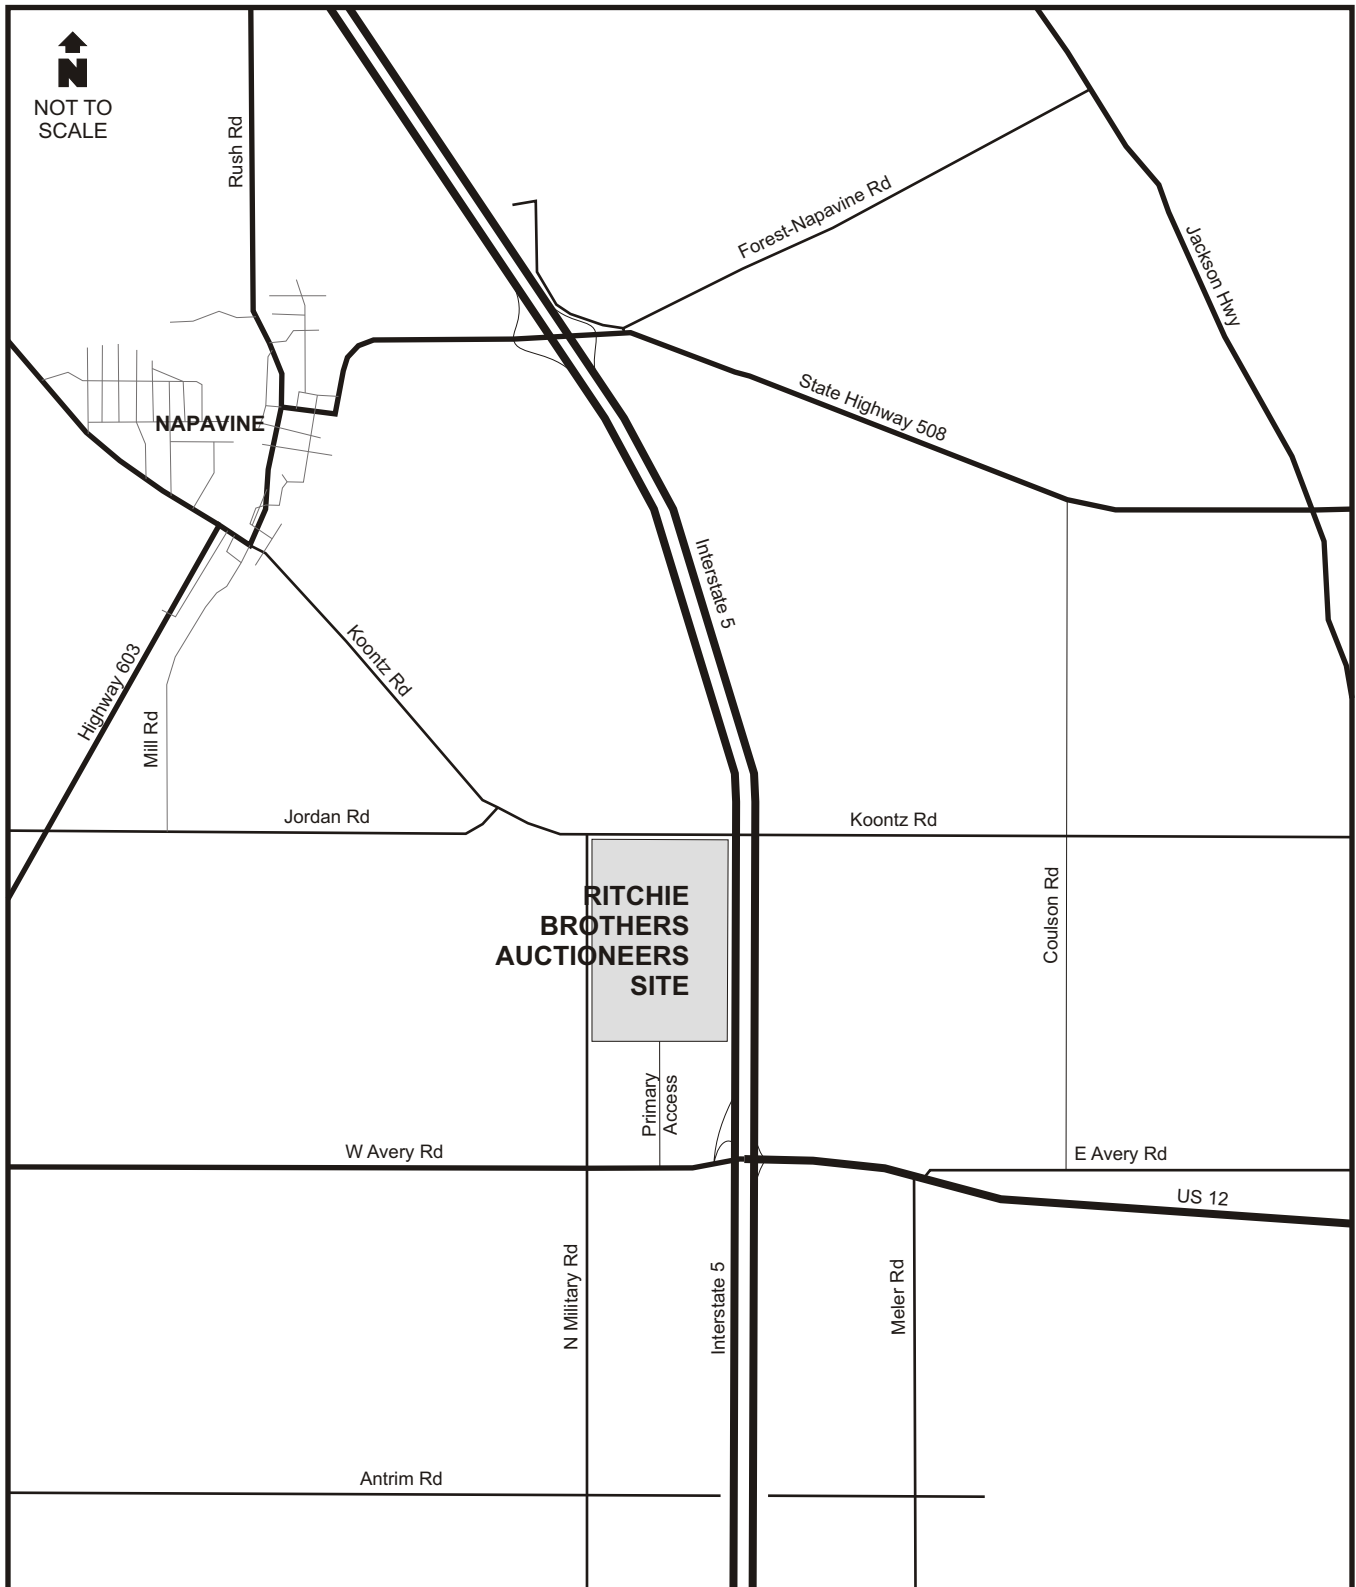 N
NOT TO
SCALE
Rush Rd
Forest-Napavine Rd
Jackson Hwy
State Highway 508
NAPAVINE
Interstate 5
Koontz Rd
Highway 603
Mill Rd
Jordan Rd
Koontz Rd
RITCHIE
BROTHERS
AUCTIONEERS
SITE
Coulson Rd
Primary
Access
W Avery Rd
E Avery Rd
US 12
N Military Rd
Interstate 5
Meler Rd
Antrim Rd